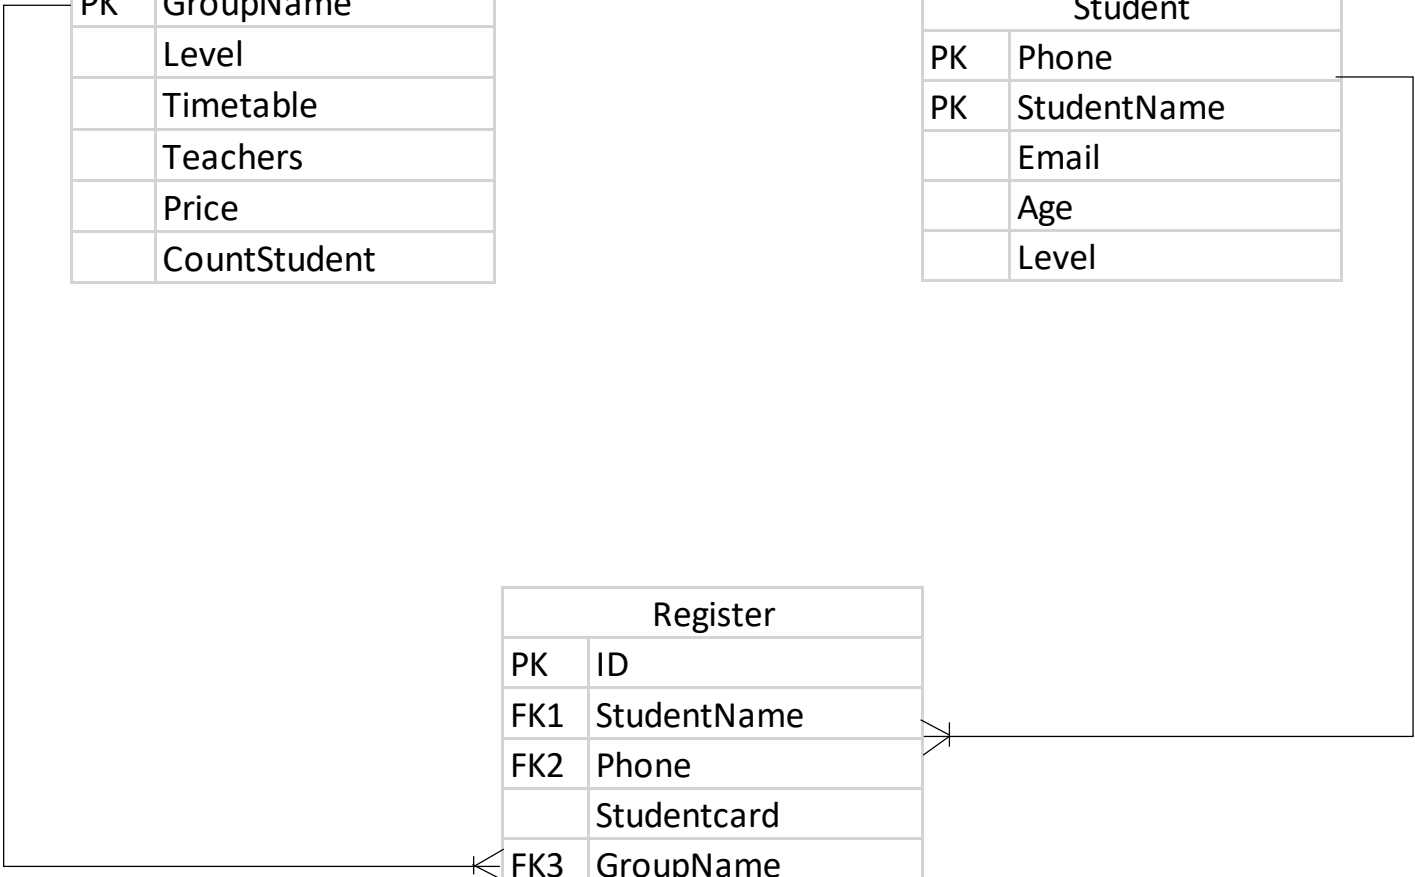 PK GroupName
Level
Timetable
Teachers
Price
CountStudent
Student
PK Phone
PK StudentName
Email
Age
Level
Register
PK ID
FK1 StudentName
FK2 Phone
Studentcard
FK3 GroupName